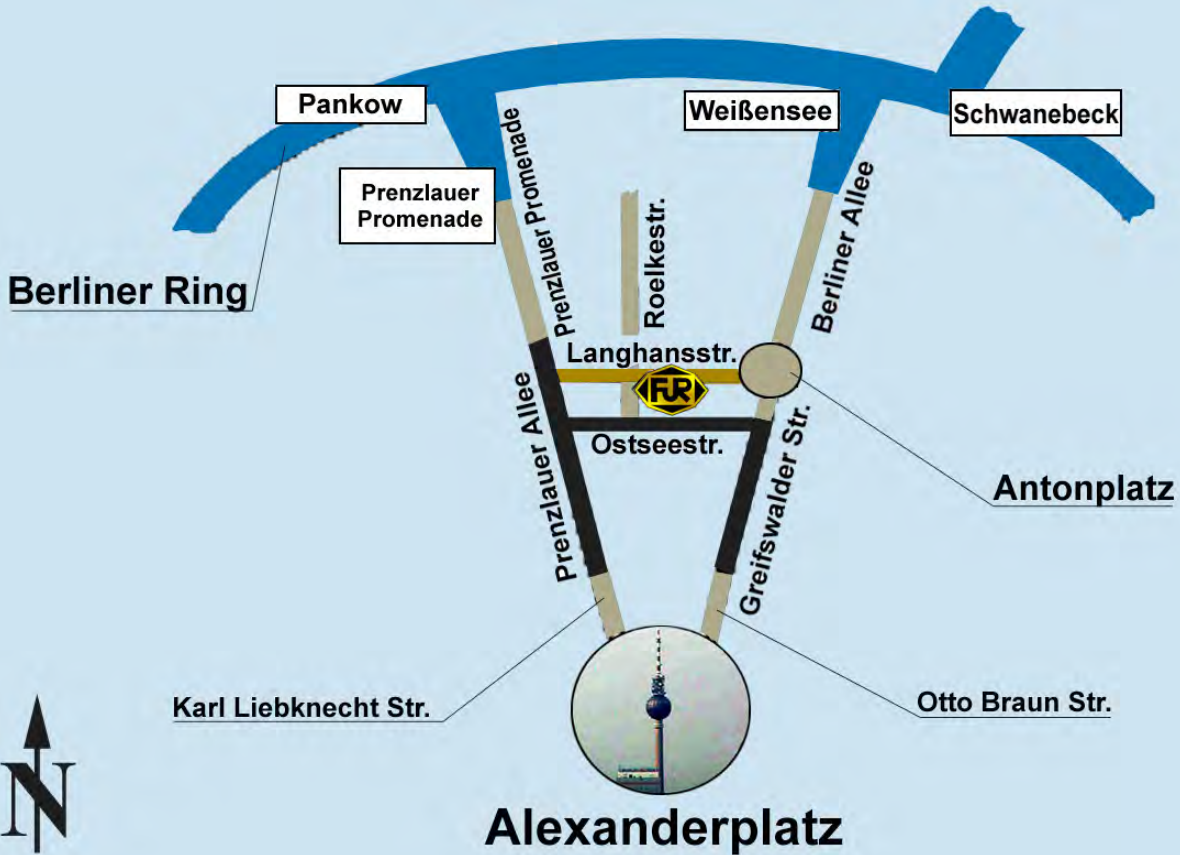 Pankow
Weißensee
Schwanebeck
Prenzlauer
Promenade
Prenzlauer Promenade
Roelkestr.
Berliner Allee
Berliner Ring
Langhansstr.
FUR
Prenzlauer Allee
Ostseestr.
Greifswalder Str.
Antonplatz
Karl Liebknecht Str.
Otto Braun Str.
N
Alexanderplatz